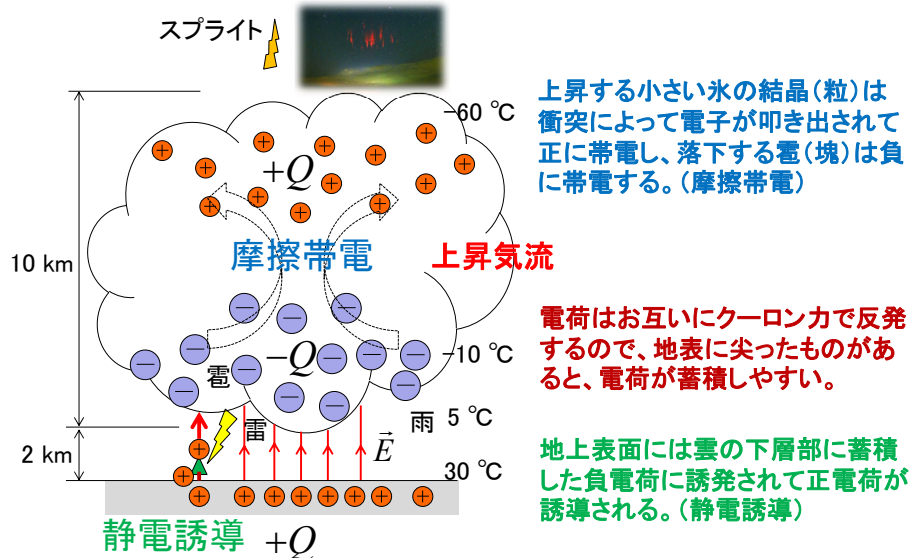 スプライト
-60 ℃
+Q
摩擦帯電
上昇気流
10 km
-Q
雹
-10 ℃
雨
5 ℃
雷
2 km
E
30 ℃
静電誘導
+Q
上昇する小さい氷の結晶(粒)は
衝突によって電子が叩き出されて
正に帯電し、落下する雹(塊)は負
に帯電する。(摩擦帯電)
電荷はお互いにクーロン力で反発
するので、地表に尖ったものがあ
ると、電荷が蓄積しやすい。
地上表面には雲の下層部に蓄積
した負電荷に誘発されて正電荷が
誘導される。(静電誘導)